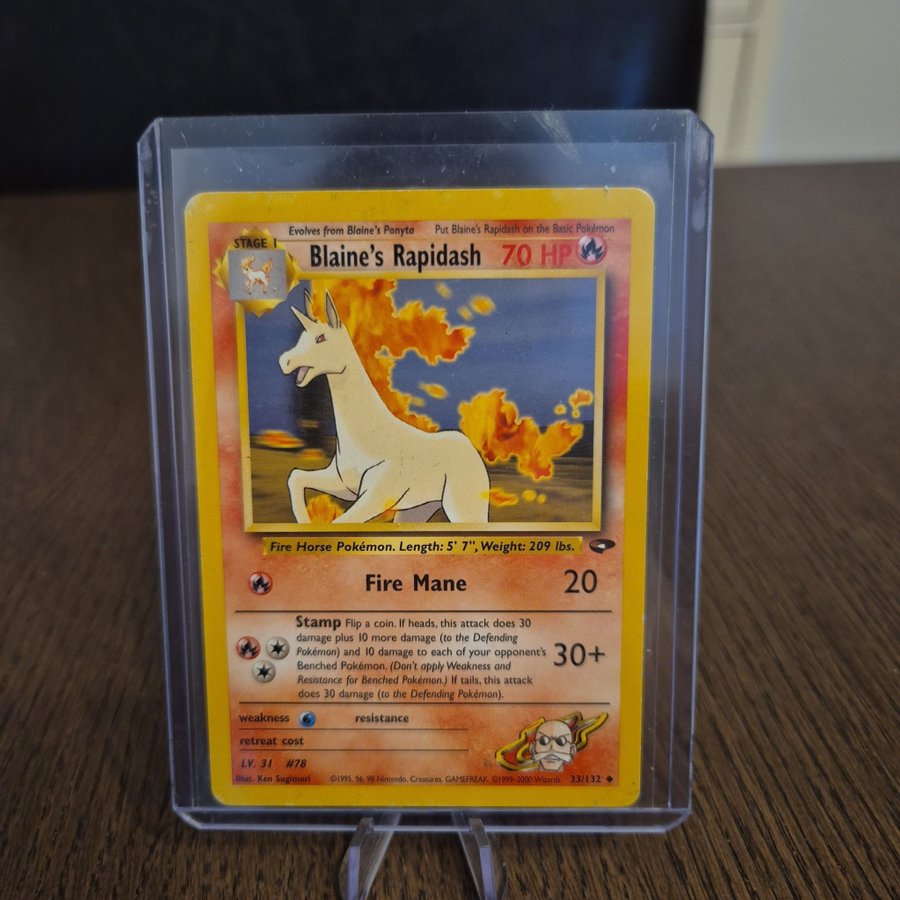 Evolves from Blaine's Ponyta Put Blaine's Rapidash on the Basic Pokémon
STAGE 1
Blaine's Rapidash 70 HP
Fire Horse Pokémon. Length: 5' 7", Weight: 209 lbs.
Fire Mane 20
Stamp Flip a coin. If heads, this attack does 30
damage plus 10 more damage (to the Defending
Pokémon) and 10 damage to each of your opponent's
Benched Pokémon. (Don't apply Weakness and
Resistance for Benched Pokémon.) If tails, this attack
does 30 damage (to the Defending Pokémon).
30+
weakness resistance
retreat cost
LV. 31 #78
Illus. Ken Sugimori ©1995, 96, 98 Nintendo, Creatures, GAMEFREAK. ©1999-2000 Wizards. 33/132